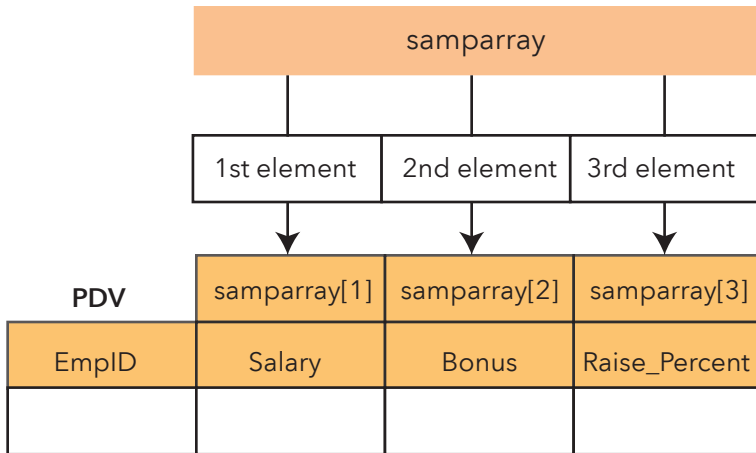 samparray
1st element 2nd element 3rd element
PDV samparray[1] samparray[2] samparray[3]
EmpID Salary Bonus Raise_Percent